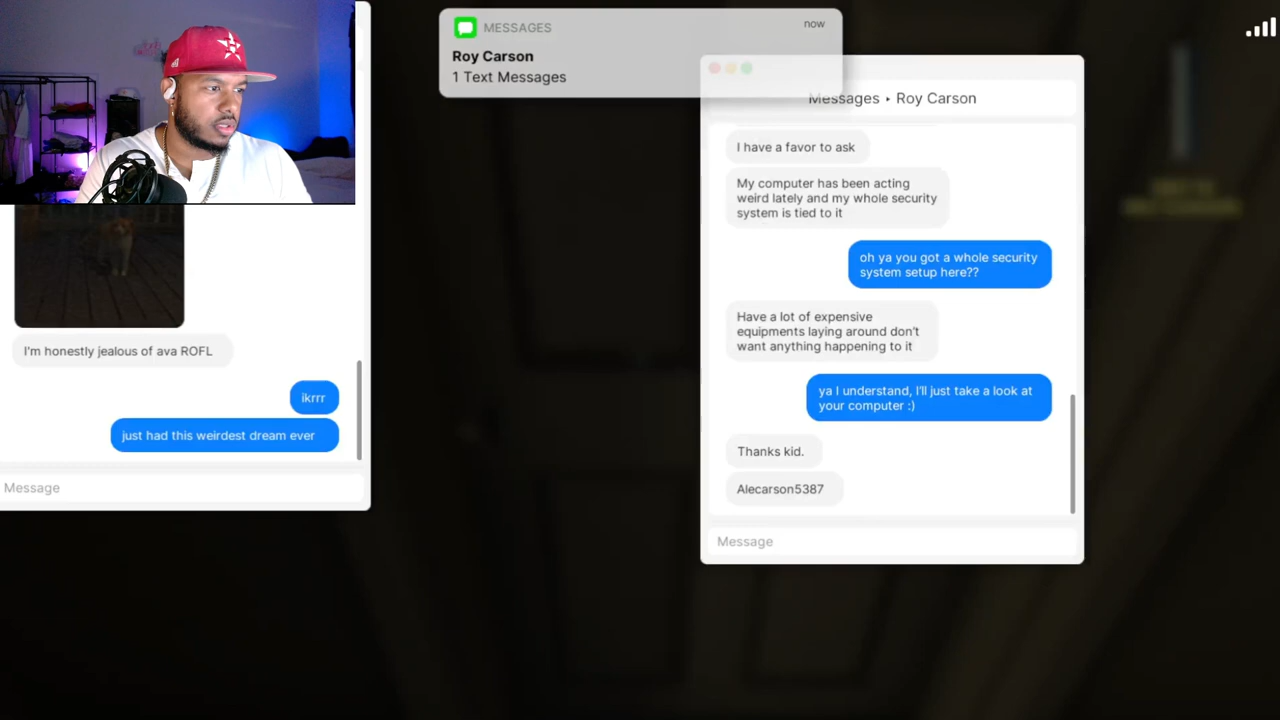 MESSAGES
now
Roy Carson
1 Text Messages
Messages ▸ Roy Carson
I have a favor to ask
My computer has been acting
weird lately and my whole security
system is tied to it
oh ya you got a whole security
system setup here??
Have a lot of expensive
equipments laying around don't
want anything happening to it
ya I understand, I'll just take a look at
your computer :)
Thanks kid.
Alecarson5387
Message
I'm honestly jealous of ava ROFL
ikrrr
just had this weirdest dream ever
Message